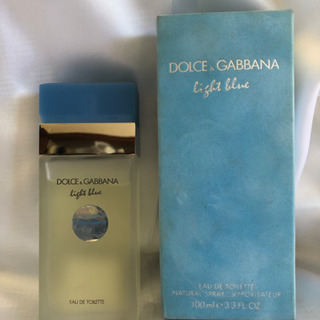 DOLCE & GABBANA
light blue
EAU DE TOILETTE
DOLCE & GABBANA
light blue
EAU DE TOILETTE
NATURAL SPRAY - VAPORISATEUR
100 ml ℮ 3.3 FL OZ